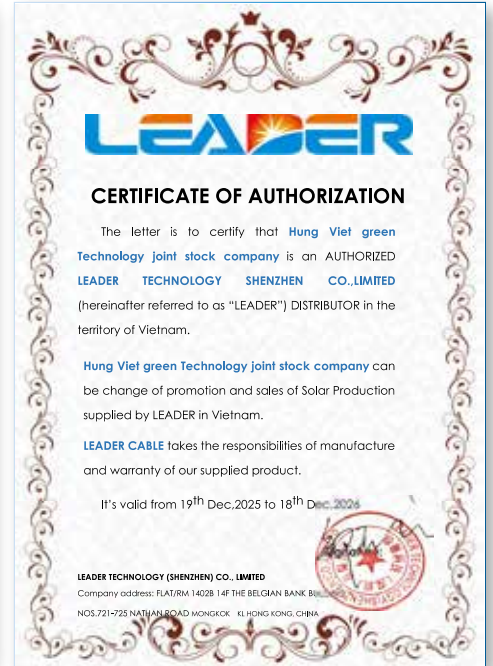 LEADER
CERTIFICATE OF AUTHORIZATION
The letter is to certify that Hung Viet green
Technology joint stock company is an AUTHORIZED
LEADER TECHNOLOGY SHENZHEN CO.,LIMITED
(hereinafter referred to as “LEADER”) DISTRIBUTOR in the
territory of Vietnam.
Hung Viet green Technology joint stock company can
be change of promotion and sales of Solar Production
supplied by LEADER in Vietnam.
LEADER CABLE takes the responsibilities of manufacture
and warranty of our supplied product.
It’s valid from 19th Dec,2025 to 18th Dec,2026
LEADER TECHNOLOGY (SHENZHEN) CO., LIMITED
Company address: FLAT/RM 1402B 14F THE BELGIAN BANK
NOS.721-725 NATHAN ROAD MONGKOK KL HONG KONG, CHINA